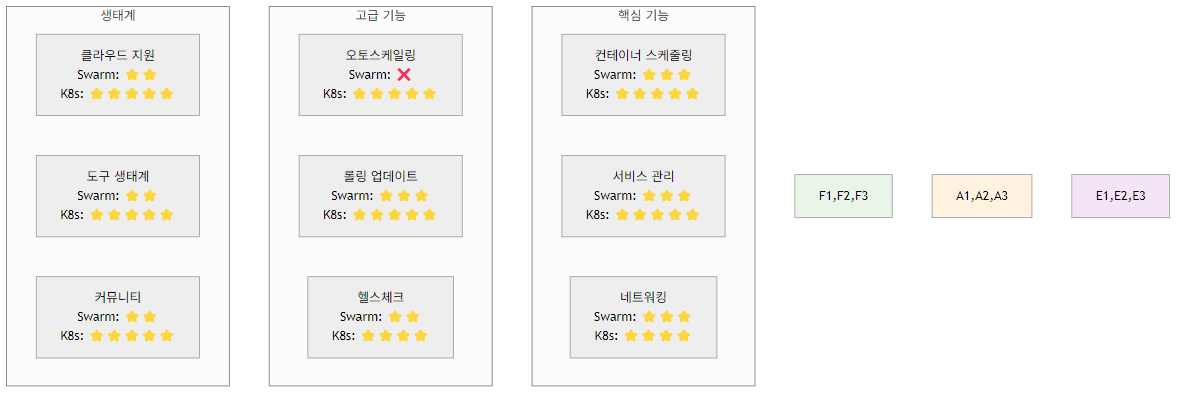 생태계
클라우드 지원
Swarm: ⭐⭐
K8s: ⭐⭐⭐⭐⭐
도구 생태계
Swarm: ⭐⭐
K8s: ⭐⭐⭐⭐⭐
커뮤니티
Swarm: ⭐⭐
K8s: ⭐⭐⭐⭐⭐
고급 기능
오토스케일링
Swarm: ❌
K8s: ⭐⭐⭐⭐⭐
롤링 업데이트
Swarm: ⭐⭐⭐
K8s: ⭐⭐⭐⭐⭐
헬스체크
Swarm: ⭐⭐
K8s: ⭐⭐⭐⭐
핵심 기능
컨테이너 스케줄링
Swarm: ⭐⭐⭐
K8s: ⭐⭐⭐⭐⭐
서비스 관리
Swarm: ⭐⭐⭐
K8s: ⭐⭐⭐⭐⭐
네트워킹
Swarm: ⭐⭐⭐
K8s: ⭐⭐⭐⭐
F1,F2,F3
A1,A2,A3
E1,E2,E3